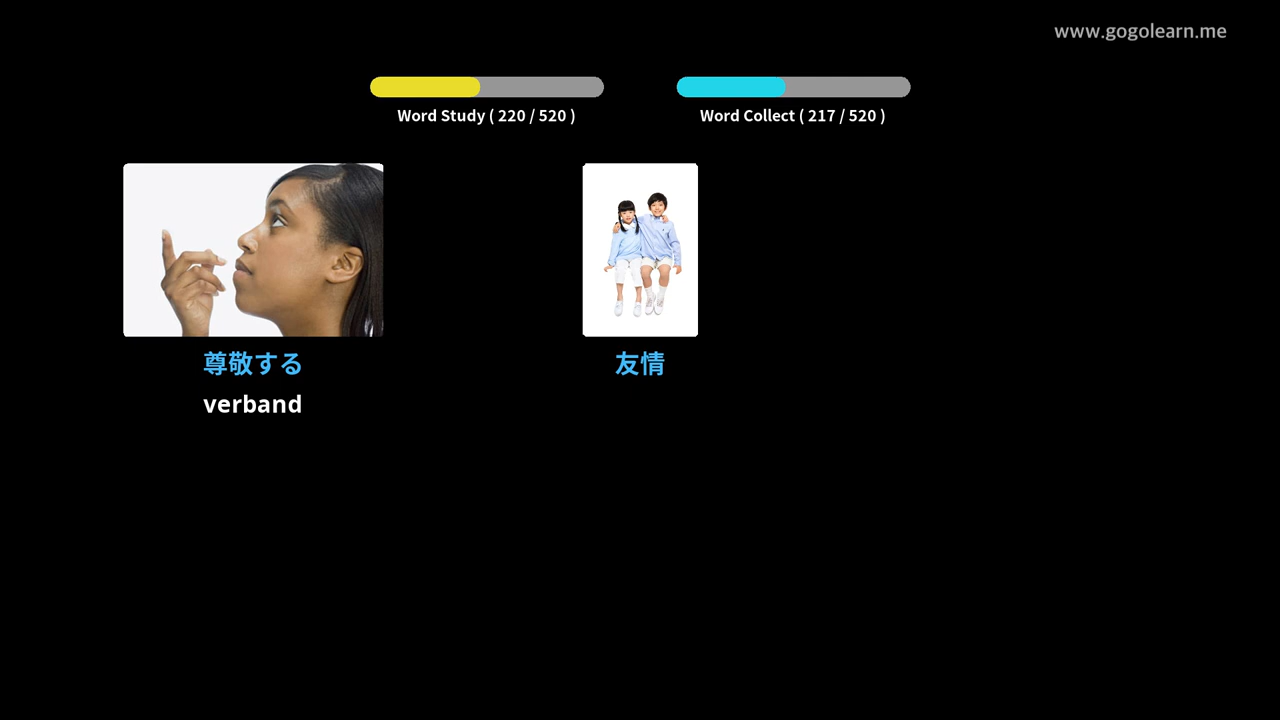 www.gogolearn.me
Word Study ( 220 / 520 )
Word Collect ( 217 / 520 )
尊敬する
verband
友情